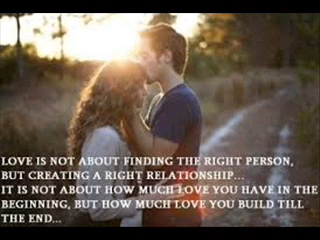 LOVE IS NOT ABOUT FINDING THE RIGHT PERSON,
BUT CREATING A RIGHT RELATIONSHIP...
IT IS NOT ABOUT HOW MUCH LOVE YOU HAVE IN THE
BEGINNING, BUT HOW MUCH LOVE YOU BUILD TILL
THE END...